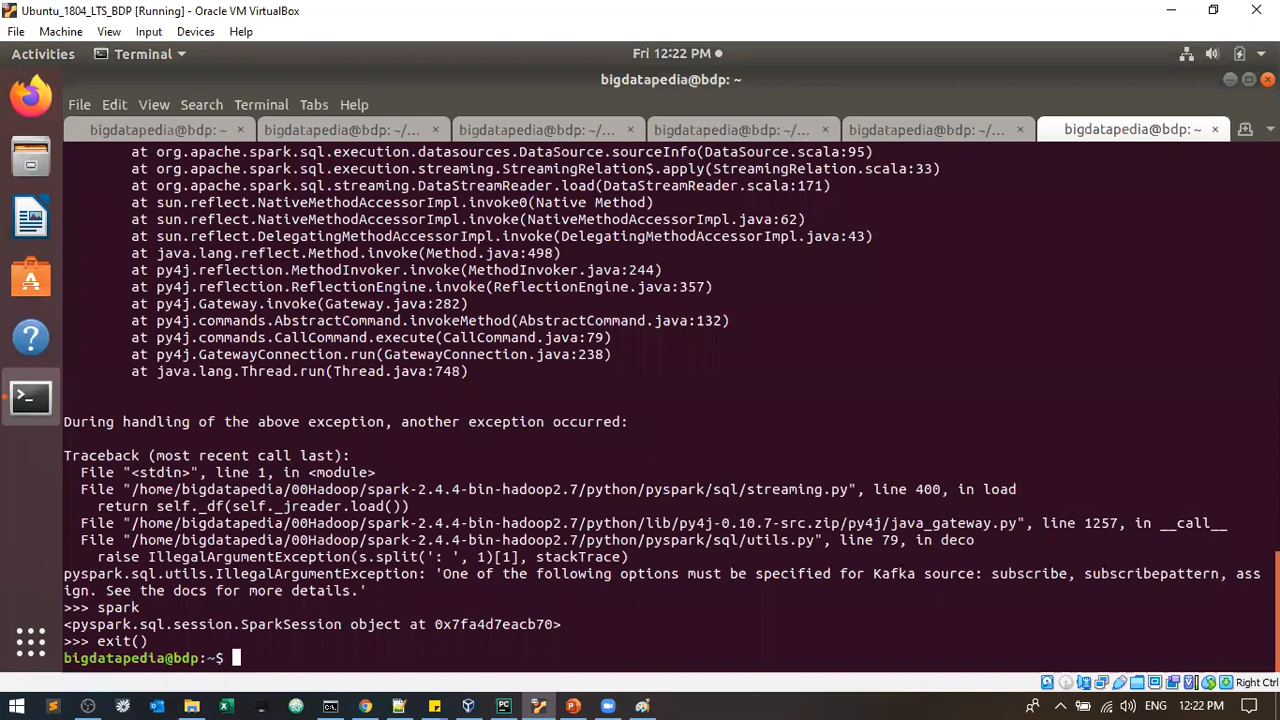 Ubuntu_1804_LTS_BDP [Running] - Oracle VM VirtualBox
File Machine View Input Devices Help
Activities Terminal Fri 12:22 PM
bigdatapedia@bdp: ~
File Edit View Search Terminal Tabs Help
bigdatapedia@bdp: ~ × bigdatapedia@bdp: ~/... × bigdatapedia@bdp: ~/... × bigdatapedia@bdp: ~/... × bigdatapedia@bdp: ~/... × bigdatapedia@bdp: ~ ×
at org.apache.spark.sql.execution.datasources.DataSource.sourceInfo(DataSource.scala:95)
at org.apache.spark.sql.execution.streaming.StreamingRelation$.apply(StreamingRelation.scala:33)
at org.apache.spark.sql.streaming.DataStreamReader.load(DataStreamReader.scala:171)
at sun.reflect.NativeMethodAccessorImpl.invoke0(Native Method)
at sun.reflect.NativeMethodAccessorImpl.invoke(NativeMethodAccessorImpl.java:62)
at sun.reflect.DelegatingMethodAccessorImpl.invoke(DelegatingMethodAccessorImpl.java:43)
at java.lang.reflect.Method.invoke(Method.java:498)
at py4j.reflection.MethodInvoker.invoke(MethodInvoker.java:244)
at py4j.reflection.ReflectionEngine.invoke(ReflectionEngine.java:357)
at py4j.Gateway.invoke(Gateway.java:282)
at py4j.commands.AbstractCommand.invokeMethod(AbstractCommand.java:132)
at py4j.commands.CallCommand.execute(CallCommand.java:79)
at py4j.GatewayConnection.run(GatewayConnection.java:238)
at java.lang.Thread.run(Thread.java:748)
During handling of the above exception, another exception occurred:
Traceback (most recent call last):
File "<stdin>", line 1, in <module>
File "/home/bigdatapedia/00Hadoop/spark-2.4.4-bin-hadoop2.7/python/pyspark/sql/streaming.py", line 400, in load
return self._df(self._jreader.load())
File "/home/bigdatapedia/00Hadoop/spark-2.4.4-bin-hadoop2.7/python/lib/py4j-0.10.7-src.zip/py4j/java_gateway.py", line 1257, in __call__
File "/home/bigdatapedia/00Hadoop/spark-2.4.4-bin-hadoop2.7/python/pyspark/sql/utils.py", line 79, in deco
raise IllegalArgumentException(s.split(': ', 1)[1], stackTrace)
pyspark.sql.utils.IllegalArgumentException: 'One of the following options must be specified for Kafka source: subscribe, subscribepattern, ass
ign. See the docs for more details.'
>>> spark
<pyspark.sql.session.SparkSession object at 0x7fa4d7eacb70>
>>> exit()
bigdatapedia@bdp:~$
Right Ctrl
ENG 12:22 PM